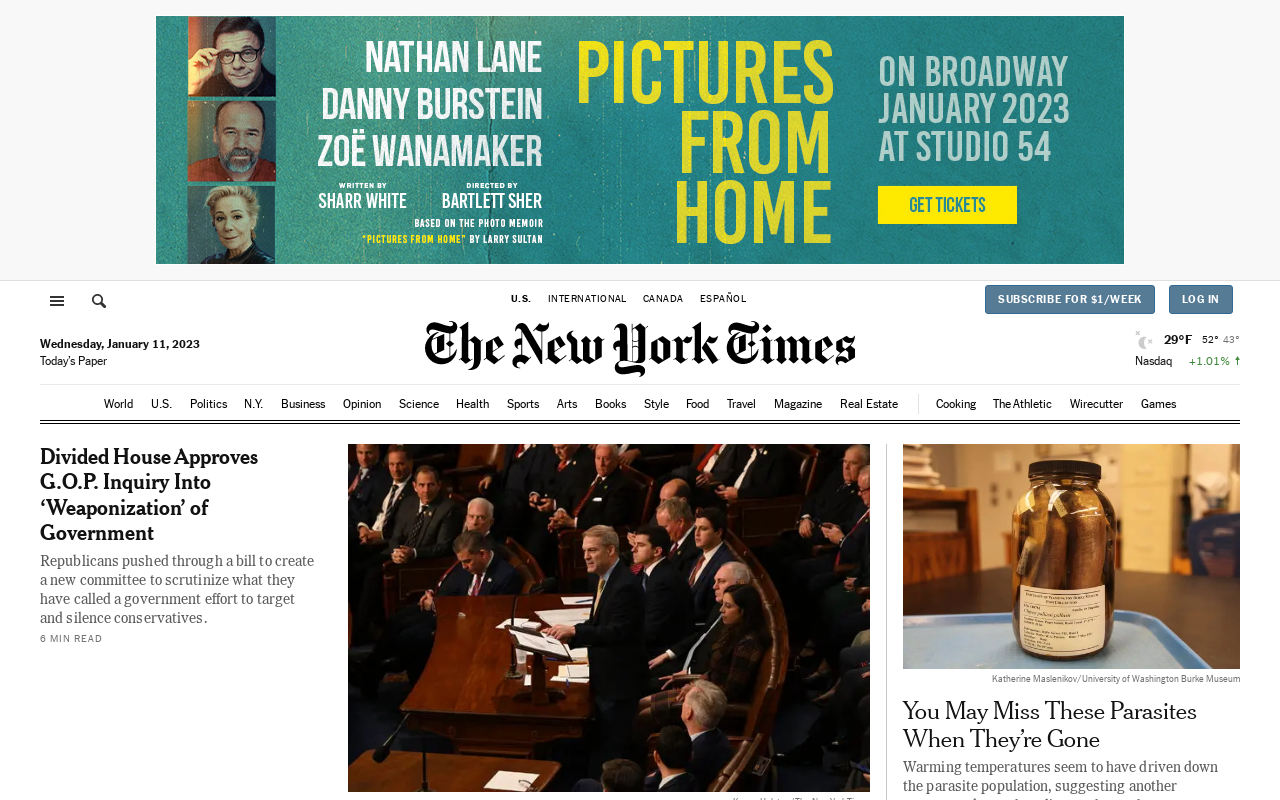 NATHAN LANE
DANNY BURSTEIN
ZOË WANAMAKER
WRITTEN BY
SHARR WHITE
DIRECTED BY
BARTLETT SHER
BASED ON THE PHOTO MEMOIR
"PICTURES FROM HOME" BY LARRY SULTAN
PICTURES
FROM
HOME
ON BROADWAY
JANUARY 2023
AT STUDIO 54
GET TICKETS
U.S. INTERNATIONAL CANADA ESPAÑOL
SUBSCRIBE FOR $1/WEEK LOG IN
The New York Times
Wednesday, January 11, 2023
Today's Paper
29°F 52° 43°
Nasdaq +1.01% ↑
World U.S. Politics N.Y. Business Opinion Science Health Sports Arts Books Style Food Travel Magazine Real Estate Cooking The Athletic Wirecutter Games
Divided House Approves
G.O.P. Inquiry Into
‘Weaponization’ of
Government
Republicans pushed through a bill to create
a new committee to scrutinize what they
have called a government effort to target
and silence conservatives.
6 MIN READ
Katherine Maslenikov/University of Washington Burke Museum
You May Miss These Parasites
When They’re Gone
Warming temperatures seem to have driven down
the parasite population, suggesting another